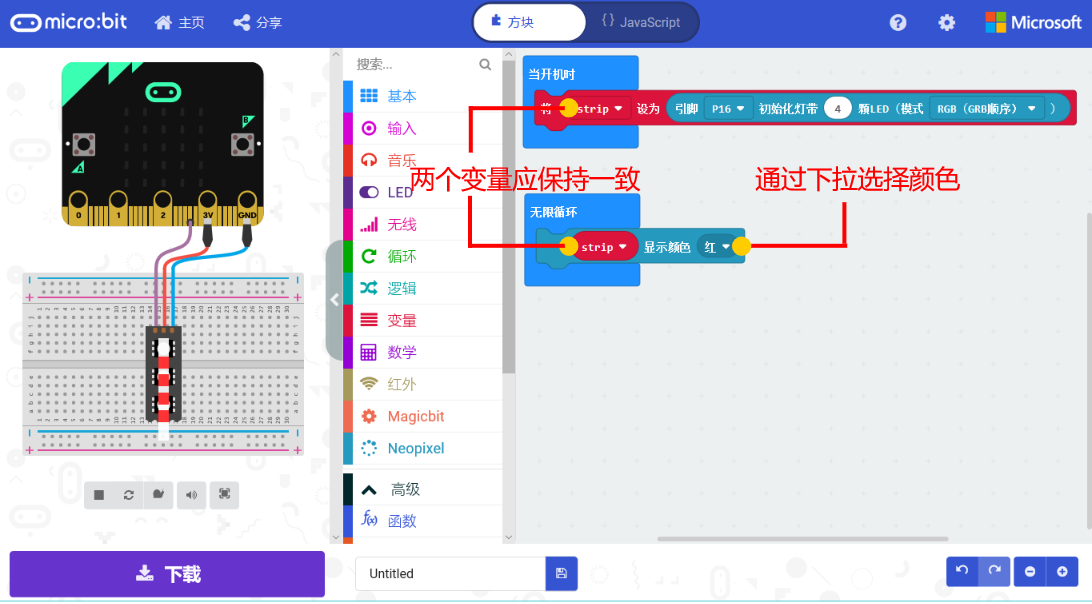 micro:bit 主页 分享 方块 {} JavaScript Microsoft
搜索...
基本
输入
音乐
LED
无线
循环
逻辑
变量
数学
红外
Magicbit
Neopixel
高级
f(x) 函数
当开机时
将 strip 设为 引脚 P16 初始化灯带 4 颗LED（模式 RGB（GRB顺序） ）
两个变量应保持一致
通过下拉选择颜色
无限循环
strip 显示颜色 红
B
A
0 1 2 3V GND
下载
Untitled